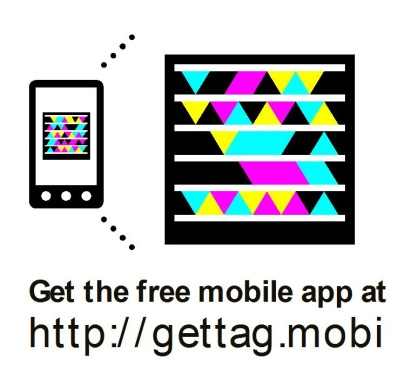 Get the free mobile app at
http://gettag.mobi